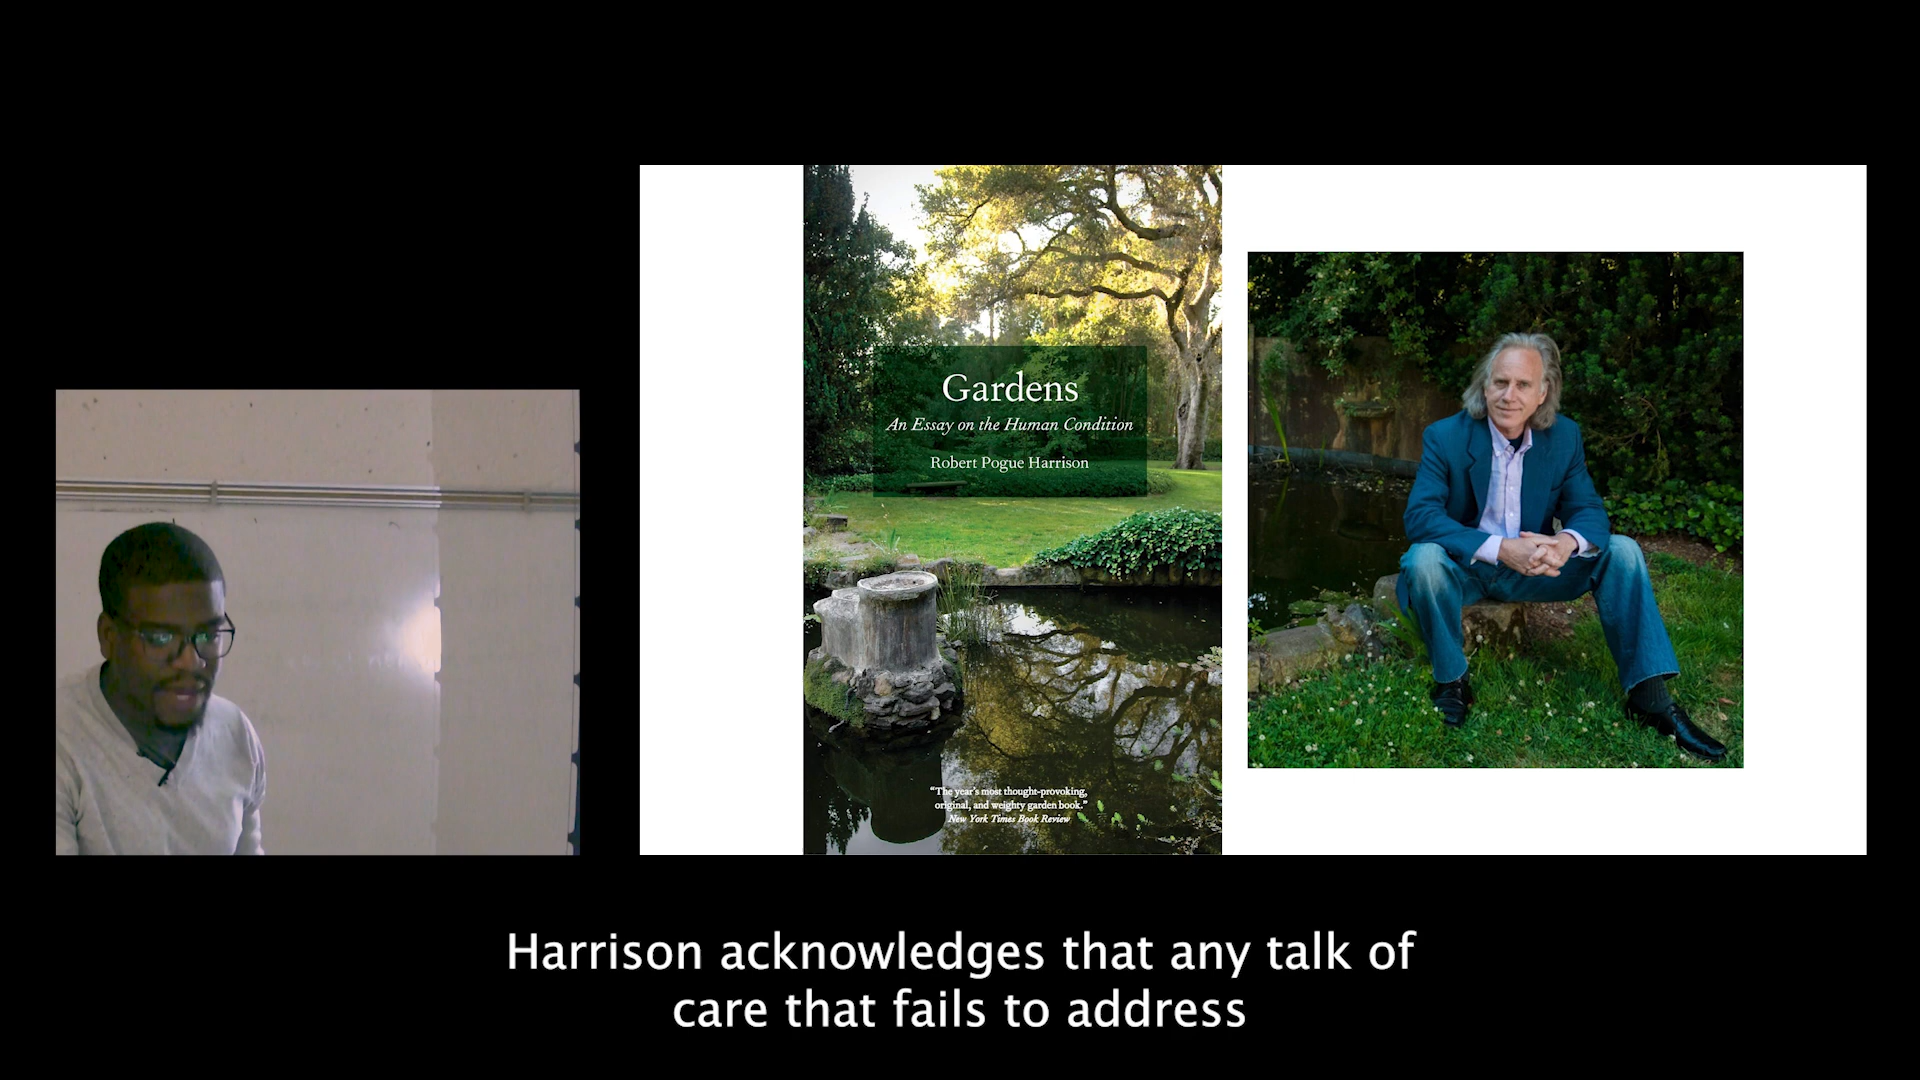 Gardens
An Essay on the Human Condition
Robert Pogue Harrison
“The year’s most thought-provoking,
original, and weighty garden book.”
New York Times Book Review
Harrison acknowledges that any talk of
care that fails to address